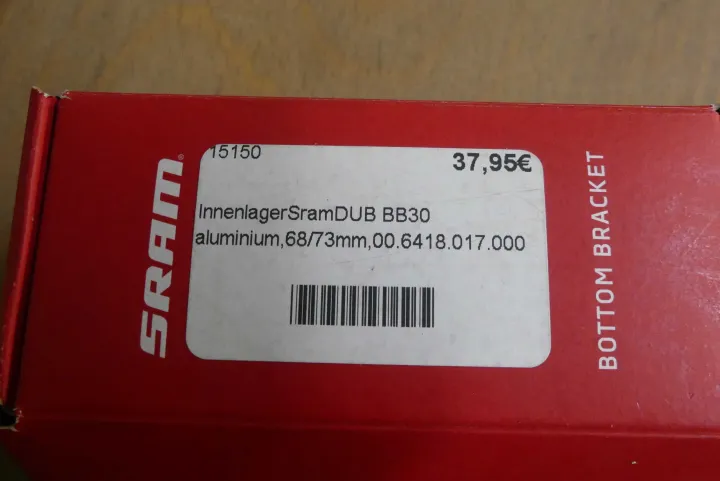 SRAM
15150
37,95€
InnenlagerSramDUB BB30
aluminium,68/73mm,00.6418.017.000
BOTTOM BRACKET